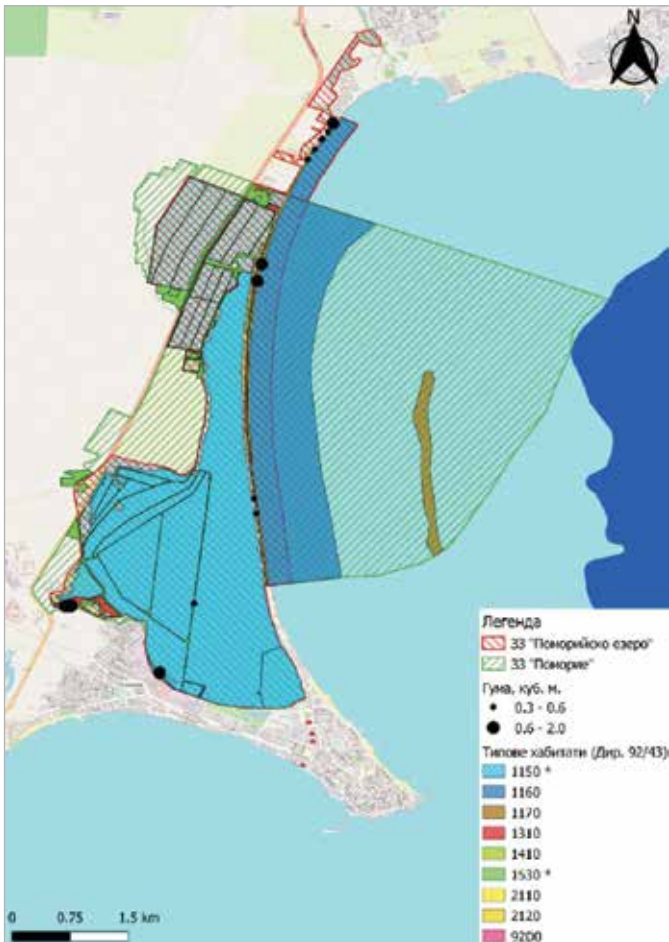 N
Легенда
ЗЗ "Поморийско езеро"
ЗЗ "Поморие"
Гума, куб. м.
0.3 - 0.6
0.6 - 2.0
Типове хабитати (Дир. 92/43)
1150 *
1160
1170
1310
1410
1530 *
2110
2120
9200
0 0.75 1.5 km